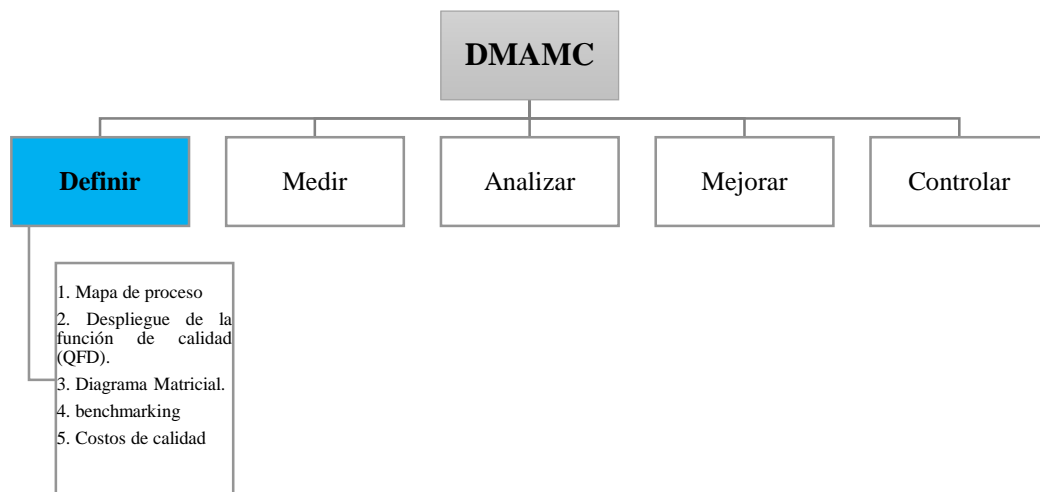 DMAMC
Definir
Medir
Analizar
Mejorar
Controlar
1. Mapa de proceso
2. Despliegue de la
función de calidad
(QFD).
3. Diagrama Matricial.
4. benchmarking
5. Costos de calidad